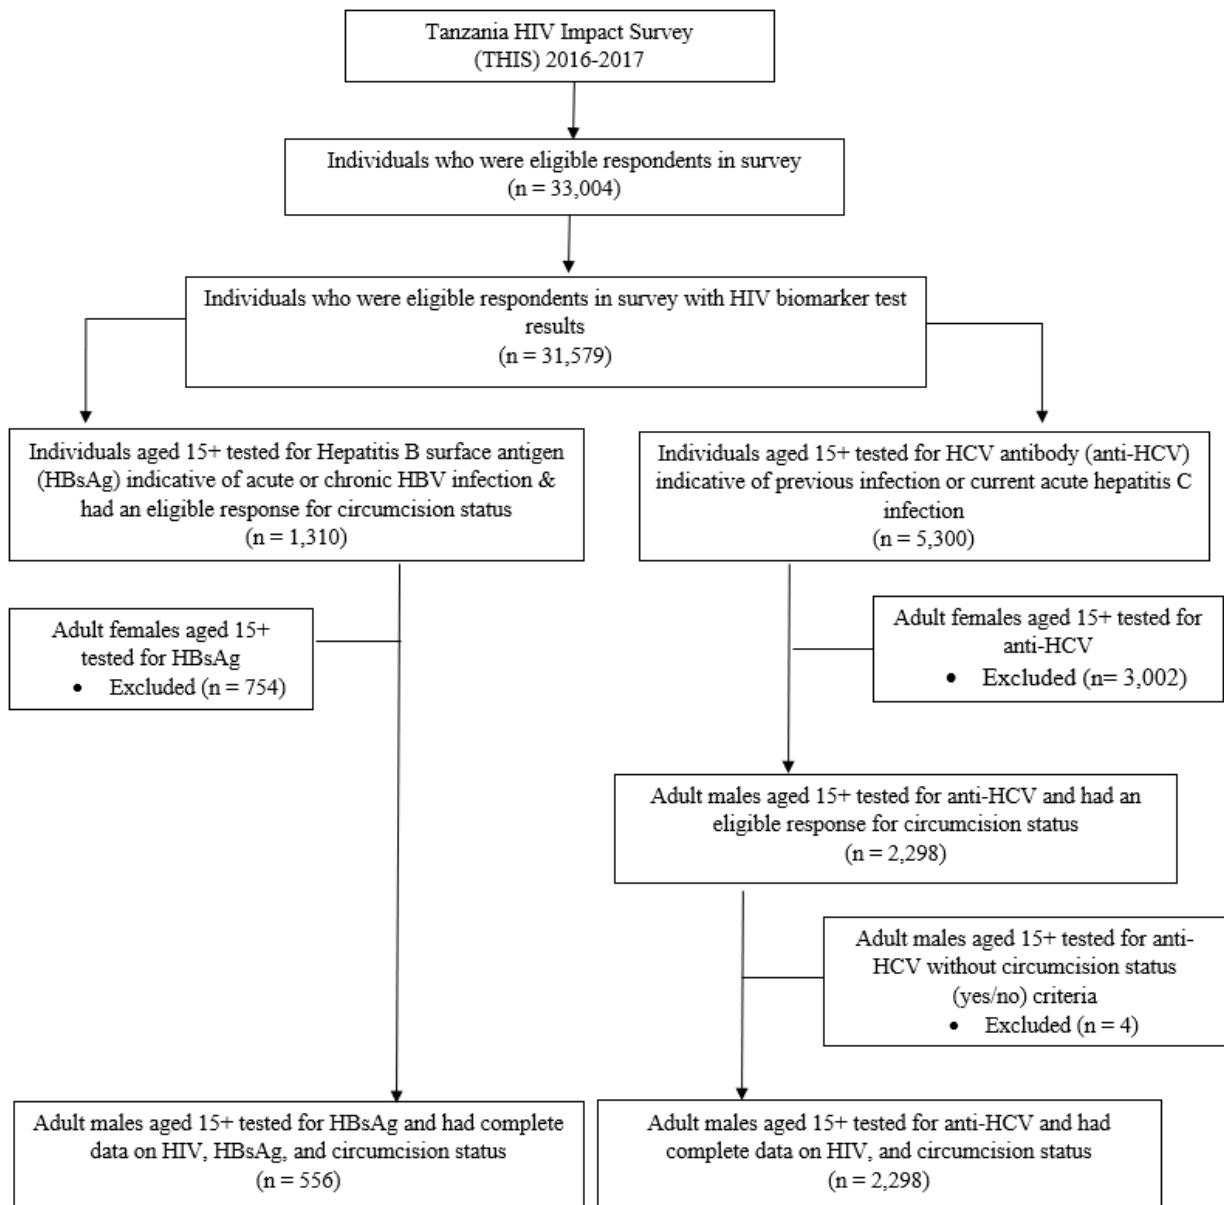 Tanzania HIV Impact Survey
(THIS) 2016-2017
Individuals who were eligible respondents in survey
(n = 33,004)
Individuals who were eligible respondents in survey with HIV biomarker test
results
(n = 31,579)
Individuals aged 15+ tested for Hepatitis B surface antigen
(HBsAg) indicative of acute or chronic HBV infection &
had an eligible response for circumcision status
(n = 1,310)
Individuals aged 15+ tested for HCV antibody (anti-HCV)
indicative of previous infection or current acute hepatitis C
infection
(n = 5,300)
Adult females aged 15+
tested for HBsAg
• Excluded (n = 754)
Adult females aged 15+ tested for
anti-HCV
• Excluded (n= 3,002)
Adult males aged 15+ tested for anti-HCV and had an
eligible response for circumcision status
(n = 2,298)
Adult males aged 15+ tested for anti-
HCV without circumcision status
(yes/no) criteria
• Excluded (n = 4)
Adult males aged 15+ tested for HBsAg and had complete
data on HIV, HBsAg, and circumcision status
(n = 556)
Adult males aged 15+ tested for anti-HCV and had
complete data on HIV, and circumcision status
(n = 2,298)